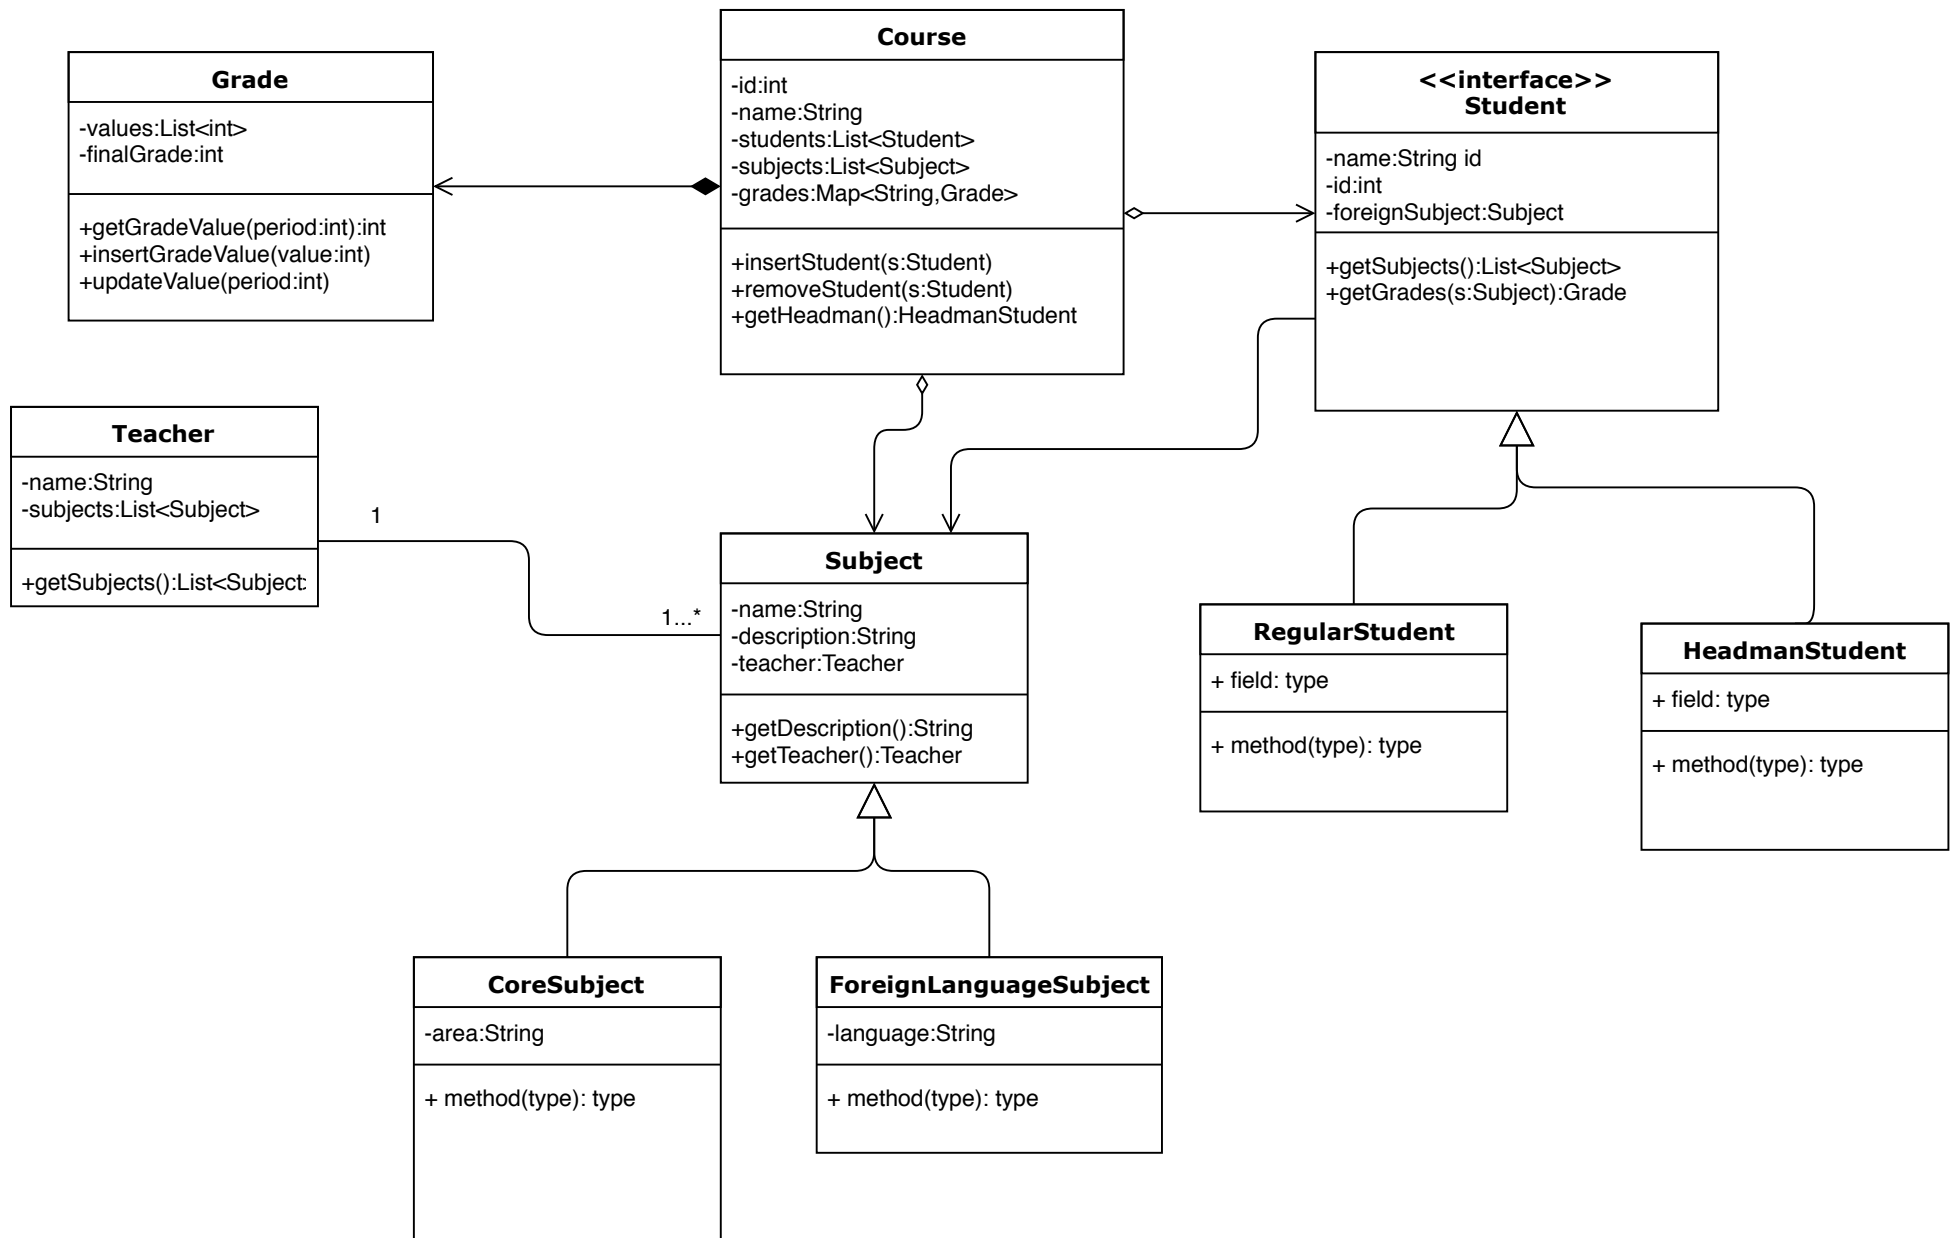 Course
-id:int
-name:String
-students:List<Student>
-subjects:List<Subject>
-grades:Map<String,Grade>
+insertStudent(s:Student)
+removeStudent(s:Student)
+getHeadman():HeadmanStudent
Grade
-values:List<int>
-finalGrade:int
+getGradeValue(period:int):int
+insertGradeValue(value:int)
+updateValue(period:int)
<<interface>>
Student
-name:String id
-id:int
-foreignSubject:Subject
+getSubjects():List<Subject>
+getGrades(s:Subject):Grade
Teacher
-name:String
-subjects:List<Subject>
+getSubjects():List<Subject
1
1...*
Subject
-name:String
-description:String
-teacher:Teacher
+getDescription():String
+getTeacher():Teacher
RegularStudent
+ field: type
+ method(type): type
HeadmanStudent
+ field: type
+ method(type): type
CoreSubject
-area:String
+ method(type): type
ForeignLanguageSubject
-language:String
+ method(type): type